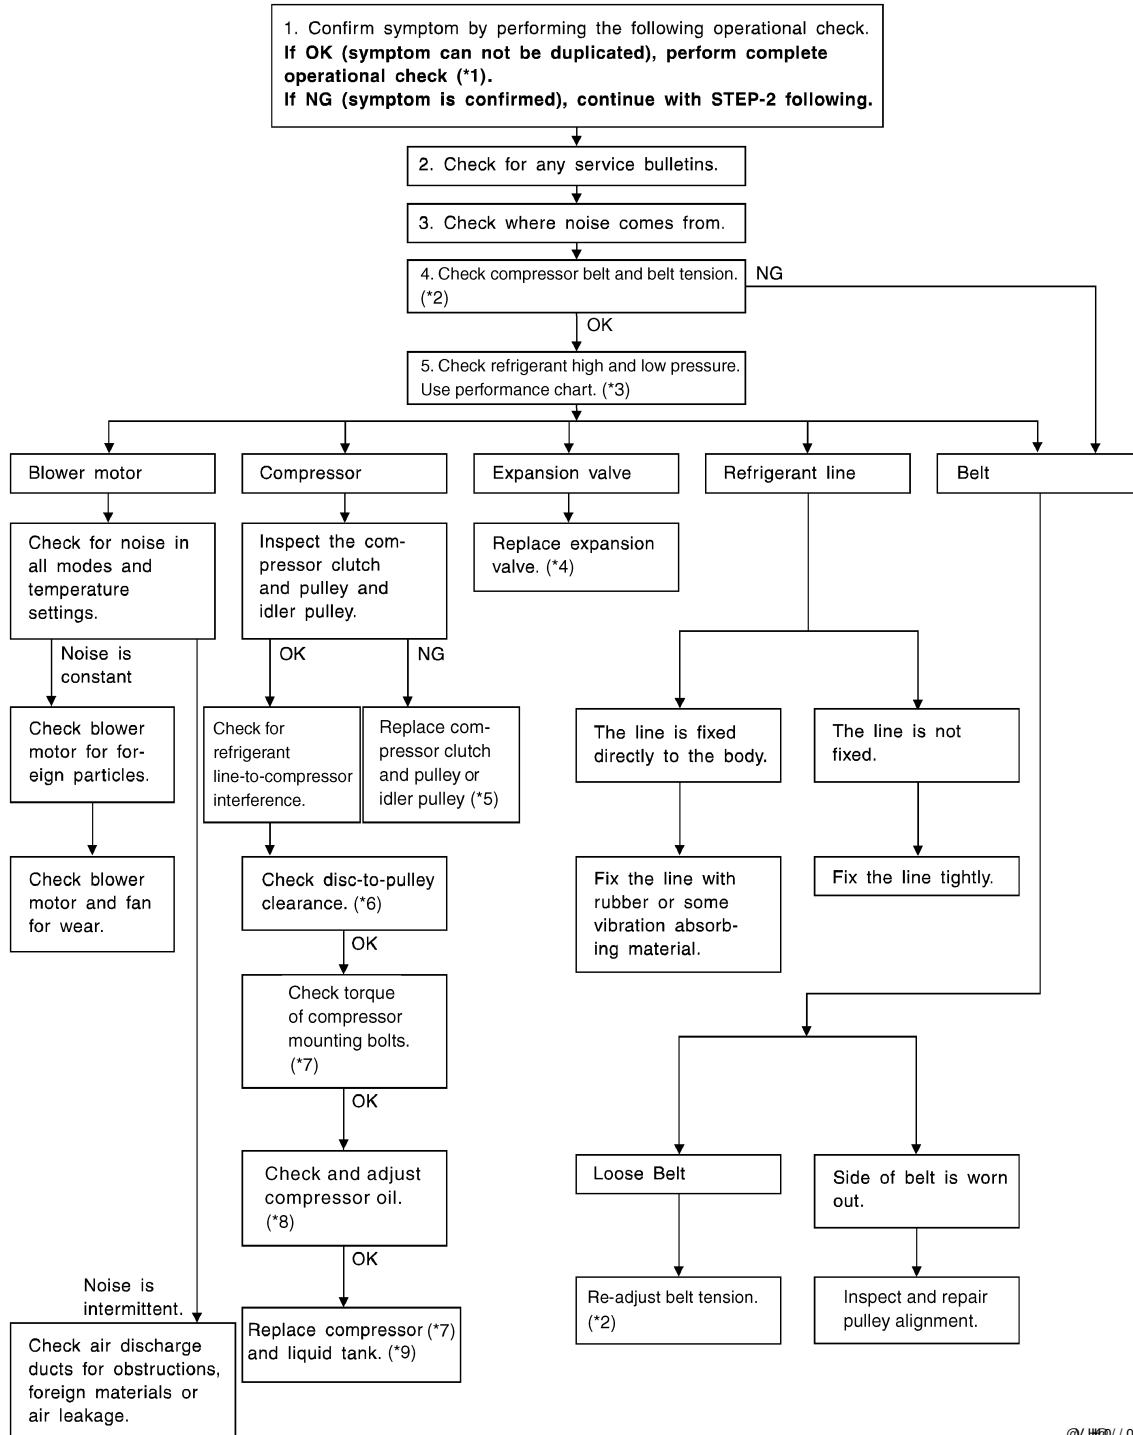 1. Confirm symptom by performing the following operational check.
If OK (symptom can not be duplicated), perform complete
operational check (*1).
If NG (symptom is confirmed), continue with STEP-2 following.
2. Check for any service bulletins.
3. Check where noise comes from.
4. Check compressor belt and belt tension.
(*2)
NG
OK
5. Check refrigerant high and low pressure.
Use performance chart. (*3)
Blower motor
Compressor
Expansion valve
Refrigerant line
Belt
Check for noise in
all modes and
temperature
settings.
Inspect the com-
pressor clutch
and pulley and
idler pulley.
Replace expansion
valve. (*4)
Noise is
constant
OK
NG
Check blower
motor for for-
eign particles.
Check for
refrigerant
line-to-compressor
interference.
Replace com-
pressor clutch
and pulley or
idler pulley (*5)
The line is fixed
directly to the body.
The line is not
fixed.
Check blower
motor and fan
for wear.
Check disc-to-pulley
clearance. (*6)
Fix the line with
rubber or some
vibration absorb-
ing material.
Fix the line tightly.
OK
Check torque
of compressor
mounting bolts.
(*7)
OK
Check and adjust
compressor oil.
(*8)
Loose Belt
Side of belt is worn
out.
OK
Noise is
intermittent.
Re-adjust belt tension.
(*2)
Inspect and repair
pulley alignment.
Check air discharge
ducts for obstructions,
foreign materials or
air leakage.
Replace compressor (*7)
and liquid tank. (*9)